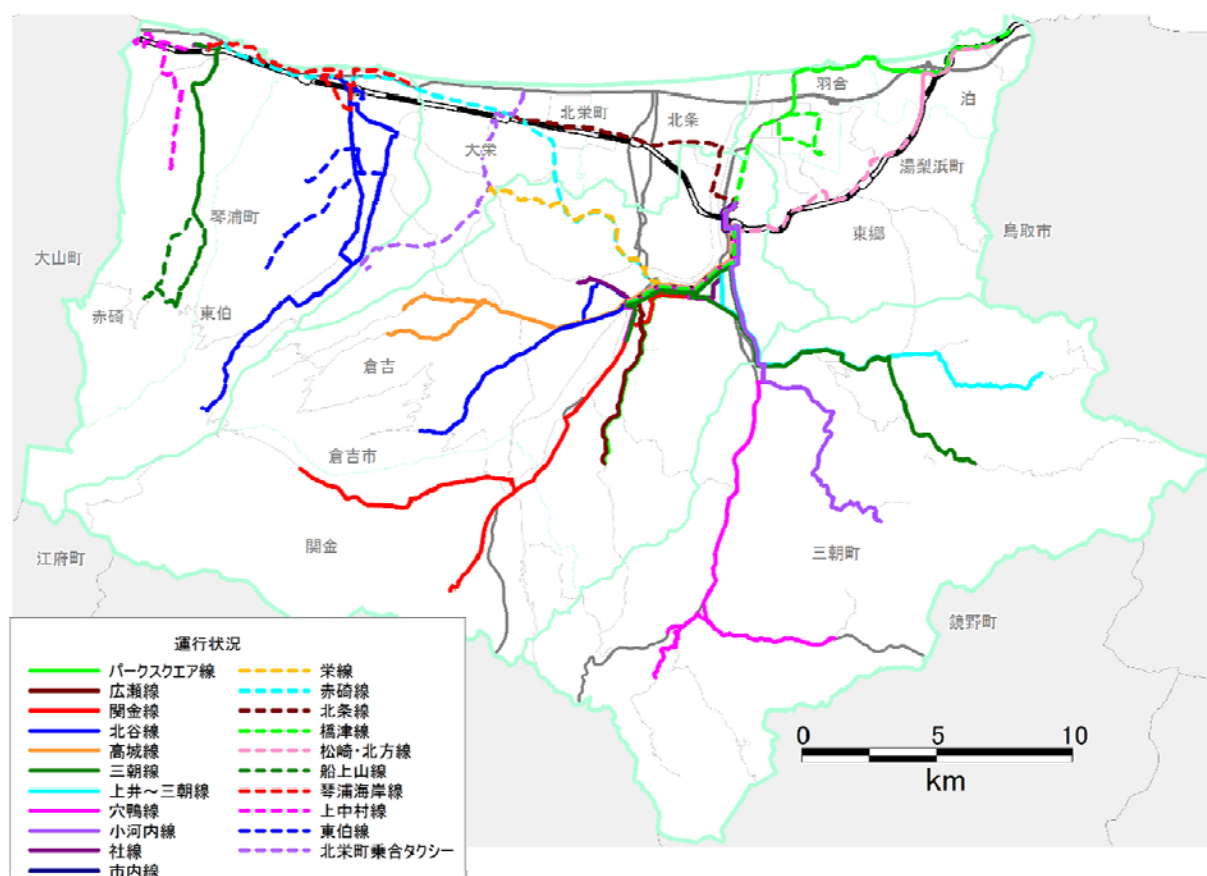 羽合
泊
北栄町
北条
大栄
湯梨浜町
琴浦町
東郷
鳥取市
大山町
赤碕
東伯
倉吉
倉吉市
関金
江府町
三朝町
鏡野町
運行状況
パークスクエア線
広瀬線
関金線
北谷線
高城線
三朝線
上井～三朝線
穴鴨線
小河内線
社線
市内線
栄線
赤碕線
北条線
橋津線
松崎・北方線
船上山線
琴浦海岸線
上中村線
東伯線
北栄町乗合タクシー
0 5 10
km